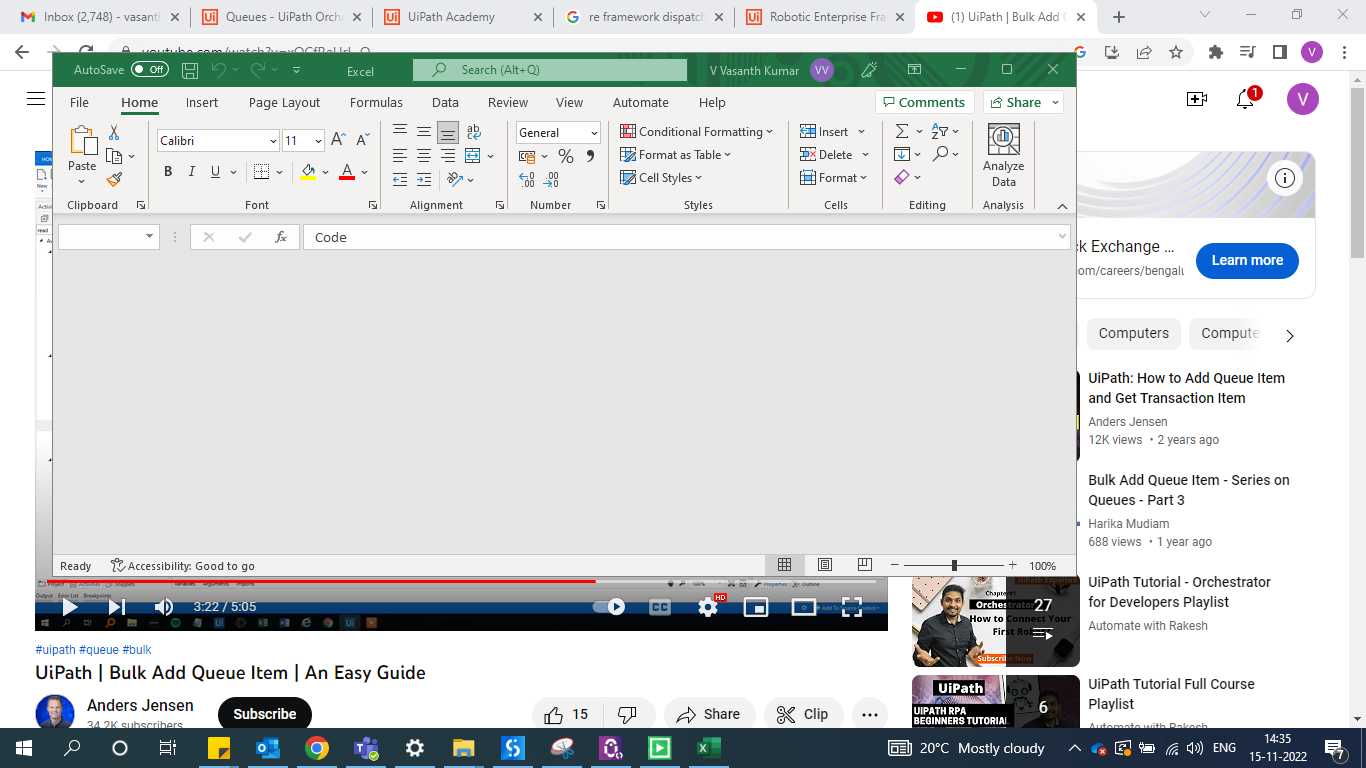 Inbox (2,748) - vasanth
Queues - UiPath Orche
UiPath Academy
re framework dispatch
Robotic Enterprise Fra
(1) UiPath | Bulk Add Q
AutoSave Off
Excel
Search (Alt+Q)
V Vasanth Kumar VV
V
File Home Insert Page Layout Formulas Data Review View Automate Help
Comments Share
1
V
Paste
Calibri 11
General
Conditional Formatting
Format as Table
Cell Styles
Insert
Delete
Format
Analyze
Data
B I U
Clipboard Font Alignment Number Styles Cells Editing Analysis
fx Code
k Exchange ...
com/careers/bengalu
Learn more
Computers
Compute
UiPath: How to Add Queue Item
and Get Transaction Item
Anders Jensen
12K views • 2 years ago
Bulk Add Queue Item - Series on
Queues - Part 3
Harika Mudiam
688 views • 1 year ago
Ready Accessibility: Good to go
100%
3:22 / 5:05
CC
HD
Chapter 1
Orchestrator
How to Connect Your
First Ro
Subscribe Now
27
UiPath Tutorial - Orchestrator
for Developers Playlist
Automate with Rakesh
#uipath #queue #bulk
UiPath | Bulk Add Queue Item | An Easy Guide
Anders Jensen
34.2K subscribers
Subscribe
15
Share
Clip
UiPath
UIPATH RPA
BEGINNERS TUTORIAL
6
UiPath Tutorial Full Course
Playlist
Automate with Rakesh
20°C Mostly cloudy
ENG
14:35
15-11-2022
7